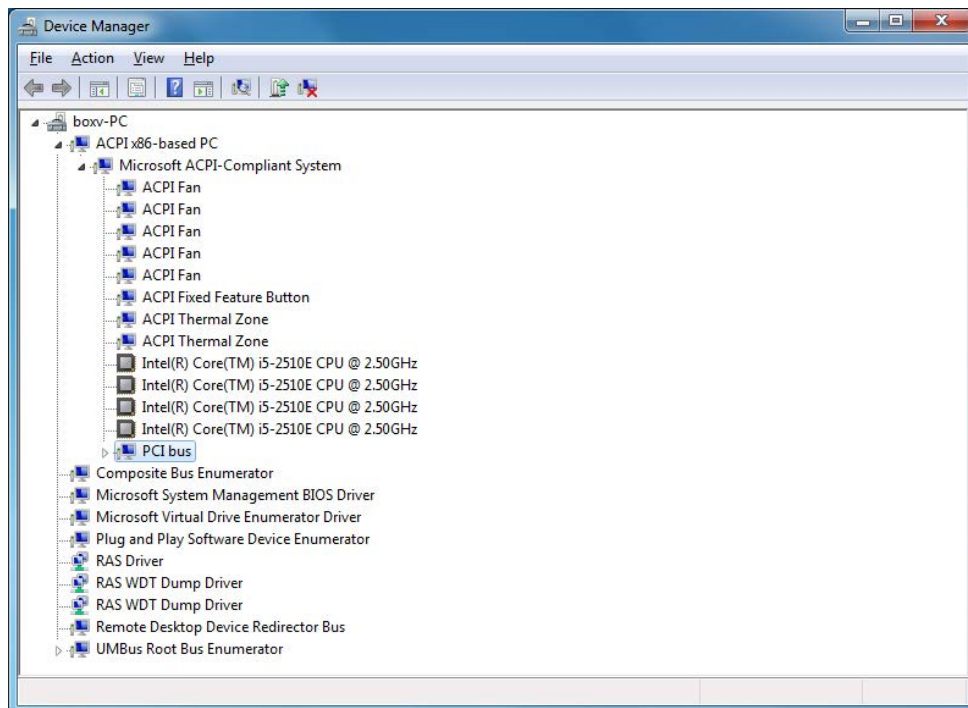 Device Manager
File Action View Help
boxv-PC
ACPI x86-based PC
Microsoft ACPI-Compliant System
ACPI Fan
ACPI Fan
ACPI Fan
ACPI Fan
ACPI Fan
ACPI Fixed Feature Button
ACPI Thermal Zone
ACPI Thermal Zone
Intel(R) Core(TM) i5-2510E CPU @ 2.50GHz
Intel(R) Core(TM) i5-2510E CPU @ 2.50GHz
Intel(R) Core(TM) i5-2510E CPU @ 2.50GHz
Intel(R) Core(TM) i5-2510E CPU @ 2.50GHz
PCI bus
Composite Bus Enumerator
Microsoft System Management BIOS Driver
Microsoft Virtual Drive Enumerator Driver
Plug and Play Software Device Enumerator
RAS Driver
RAS WDT Dump Driver
RAS WDT Dump Driver
Remote Desktop Device Redirector Bus
UMBus Root Bus Enumerator